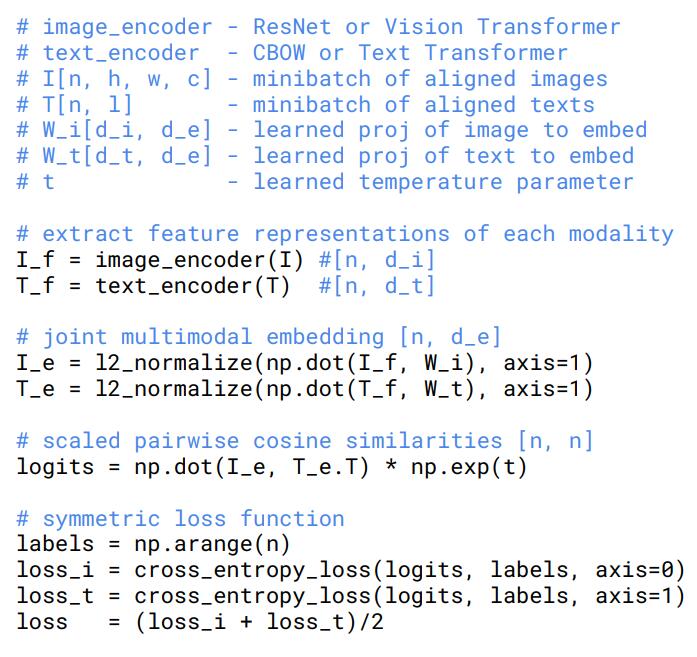 # image_encoder - ResNet or Vision Transformer
# text_encoder  - CBOW or Text Transformer
# I[n, h, w, c] - minibatch of aligned images
# T[n, l]       - minibatch of aligned texts
# W_i[d_i, d_e] - learned proj of image to embed
# W_t[d_t, d_e] - learned proj of text to embed
# t             - learned temperature parameter
# extract feature representations of each modality
I_f = image_encoder(I) #[n, d_i]
T_f = text_encoder(T)  #[n, d_t]
# joint multimodal embedding [n, d_e]
I_e = l2_normalize(np.dot(I_f, W_i), axis=1)
T_e = l2_normalize(np.dot(T_f, W_t), axis=1)
# scaled pairwise cosine similarities [n, n]
logits = np.dot(I_e, T_e.T) * np.exp(t)
# symmetric loss function
labels = np.arange(n)
loss_i = cross_entropy_loss(logits, labels, axis=0)
loss_t = cross_entropy_loss(logits, labels, axis=1)
loss   = (loss_i + loss_t)/2